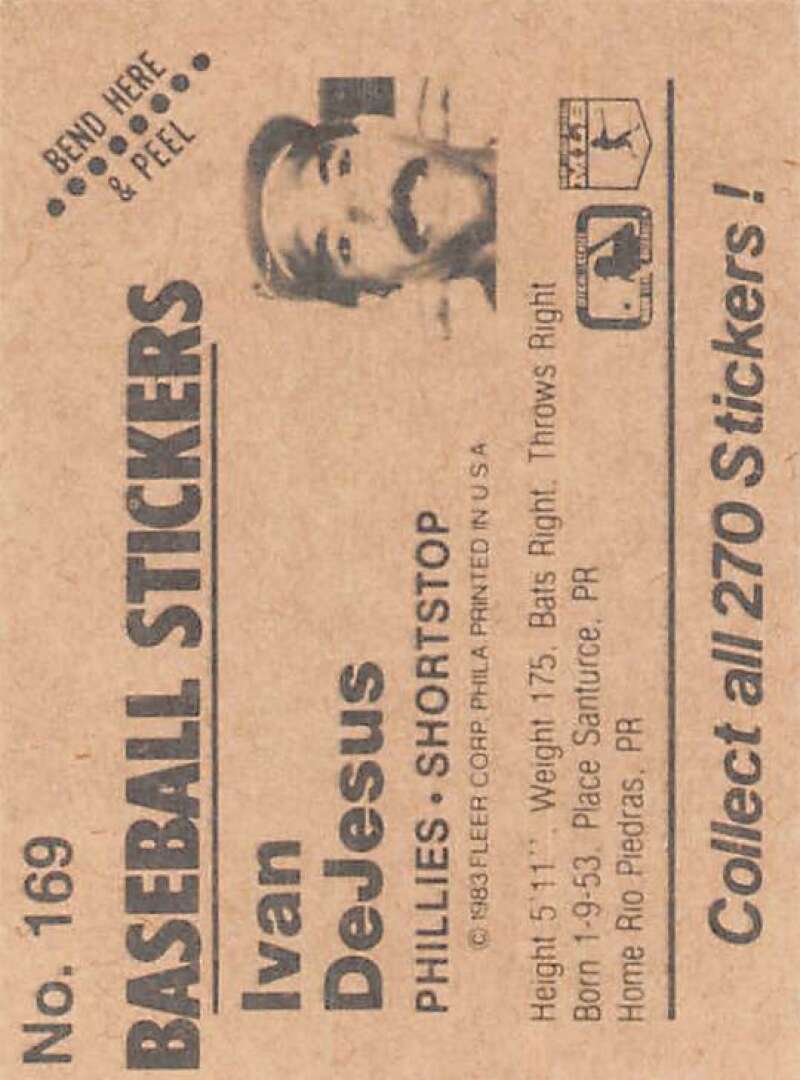 No. 169
BEND HERE
& PEEL
BASEBALL STICKERS
Ivan
DeJesus
PHILLIES • SHORTSTOP
© 1983 FLEER CORP. PHILA. PRINTED IN U S A
Height 5'11''. Weight 175. Bats Right. Throws Right
Born 1-9-53. Place Santurce, PR
Home Rio Piedras, PR
Collect all 270 Stickers!